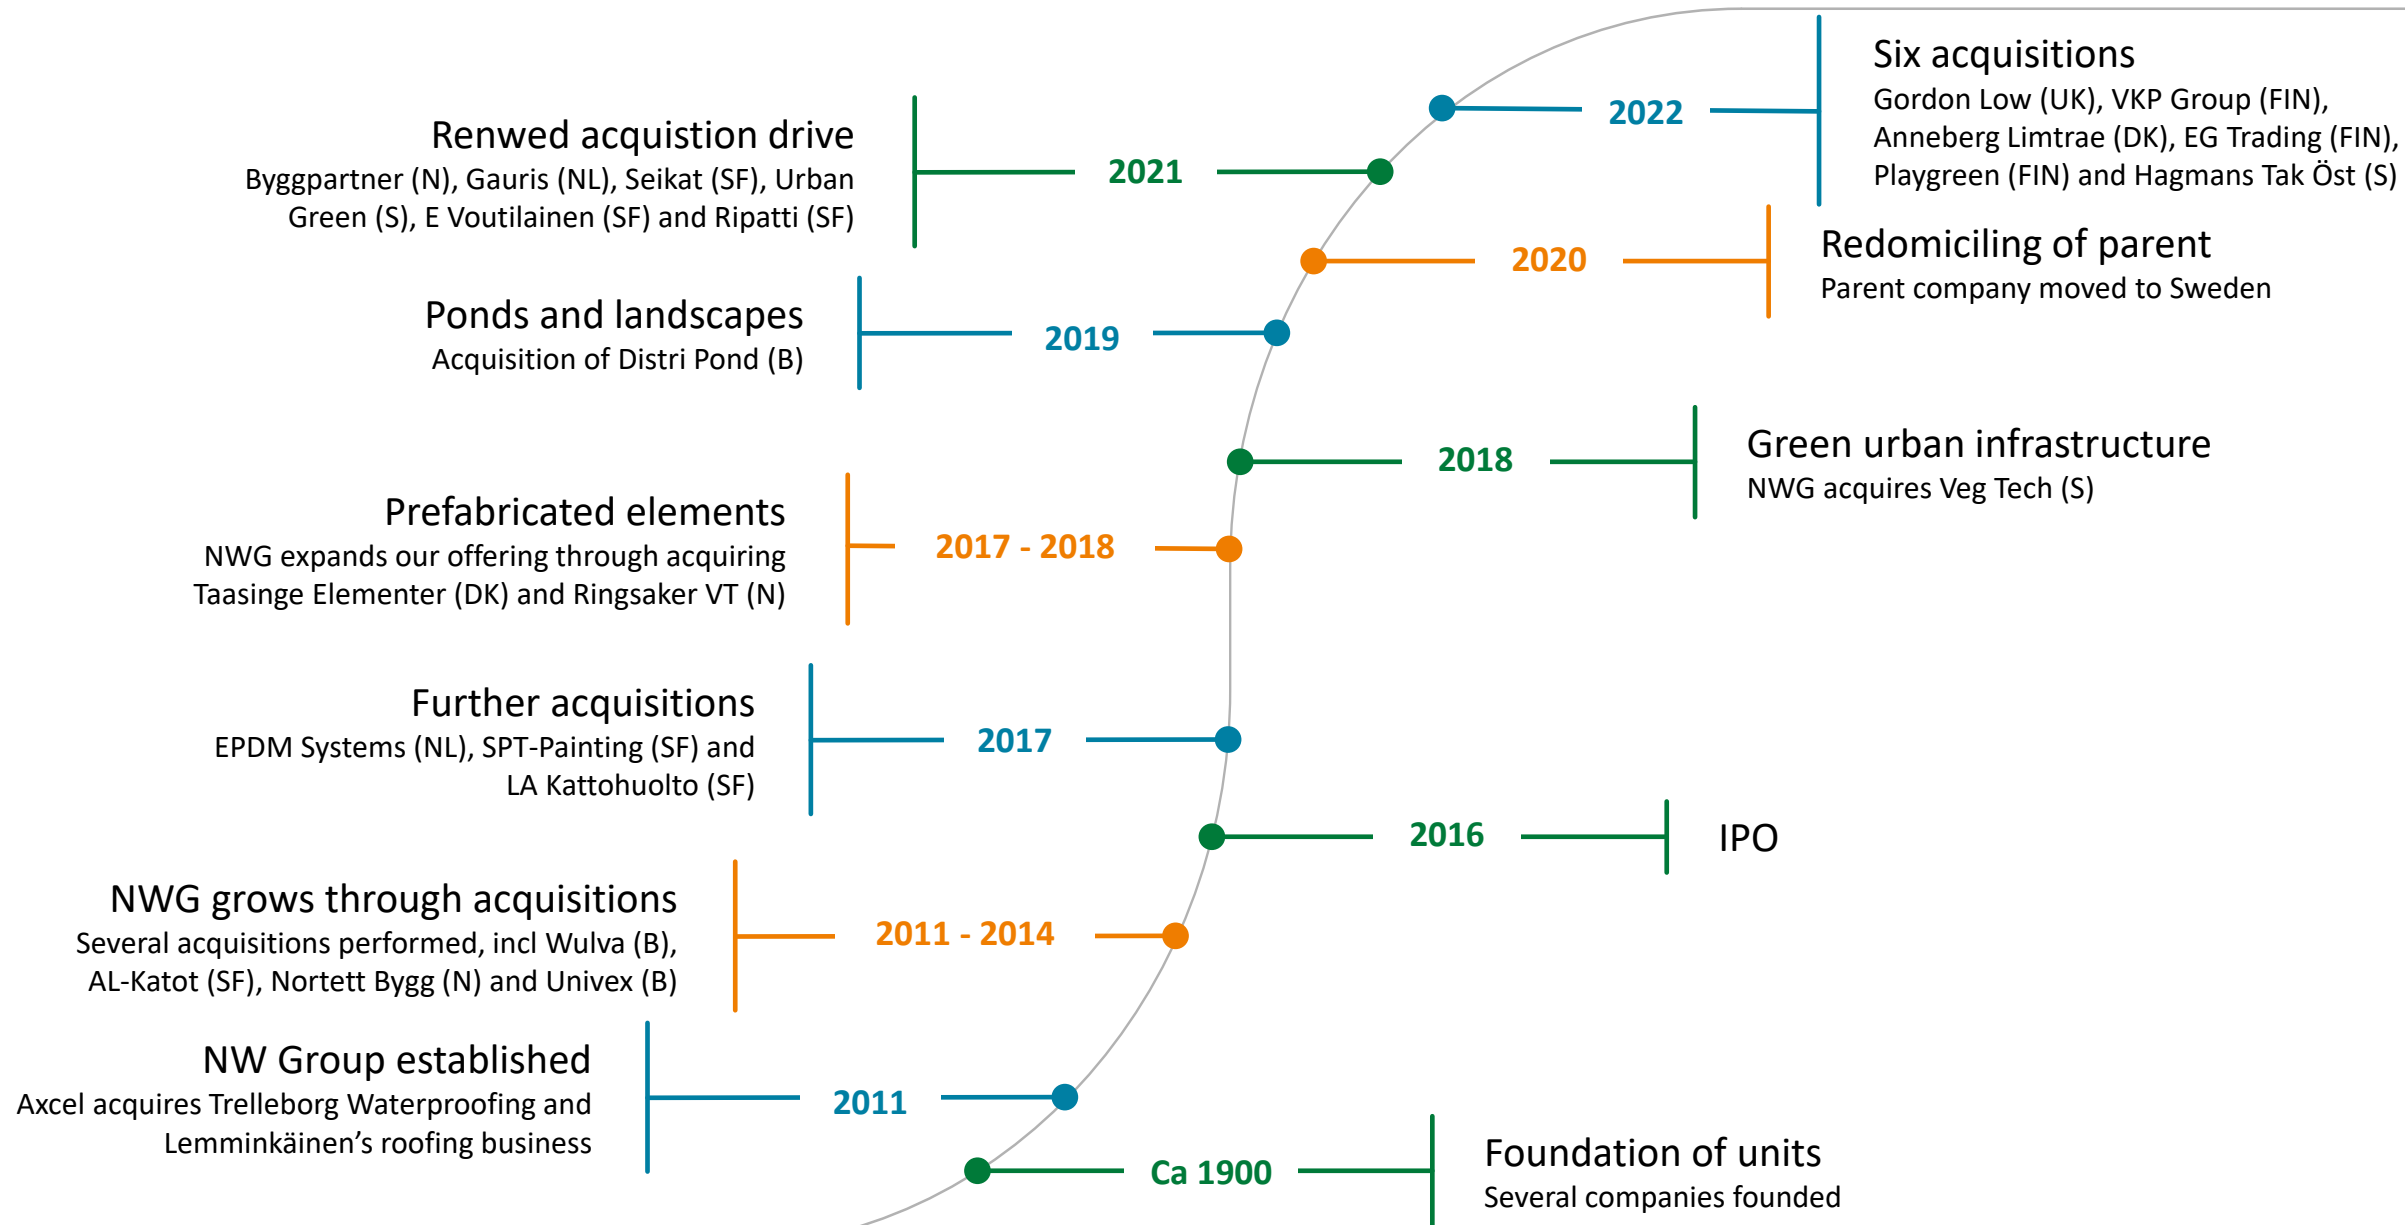 Six acquisitions
Gordon Low (UK), VKP Group (FIN),
Anneberg Limtrae (DK), EG Trading (FIN),
Playgreen (FIN) and Hagmans Tak Öst (S)
2022
Renwed acquistion drive
Byggpartner (N), Gauris (NL), Seikat (SF), Urban
Green (S), E Voutilainen (SF) and Ripatti (SF)
2021
Redomiciling of parent
Parent company moved to Sweden
2020
Ponds and landscapes
Acquisition of Distri Pond (B)
2019
Green urban infrastructure
NWG acquires Veg Tech (S)
2018
Prefabricated elements
NWG expands our offering through acquiring
Taasinge Elementer (DK) and Ringsaker VT (N)
2017 - 2018
Further acquisitions
EPDM Systems (NL), SPT-Painting (SF) and
LA Kattohuolto (SF)
2017
2016
IPO
NWG grows through acquisitions
Several acquisitions performed, incl Wulva (B),
AL-Katot (SF), Nortett Bygg (N) and Univex (B)
2011 - 2014
NW Group established
Axcel acquires Trelleborg Waterproofing and
Lemminkäinen’s roofing business
2011
Ca 1900
Foundation of units
Several companies founded